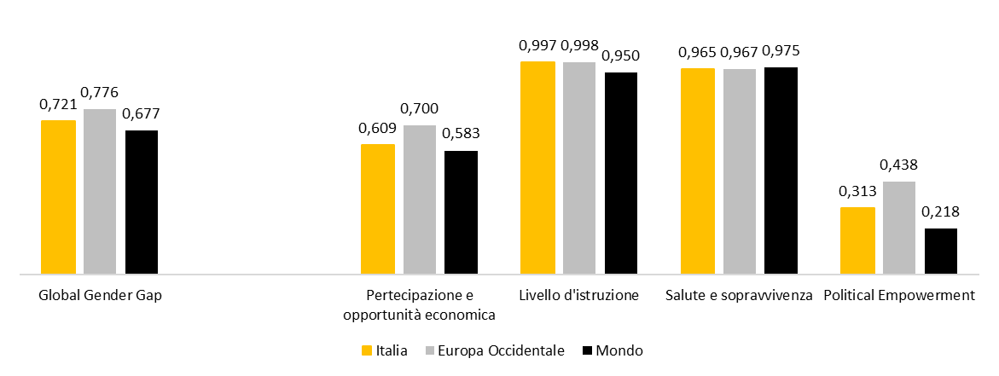 0,721
0,776
0,677
0,609
0,700
0,583
0,997
0,998
0,950
0,965
0,967
0,975
0,313
0,438
0,218
Global Gender Gap
Pertecipazione e
opportunità economica
Livello d'istruzione
Salute e sopravvivenza
Political Empowerment
Italia
Europa Occidentale
Mondo